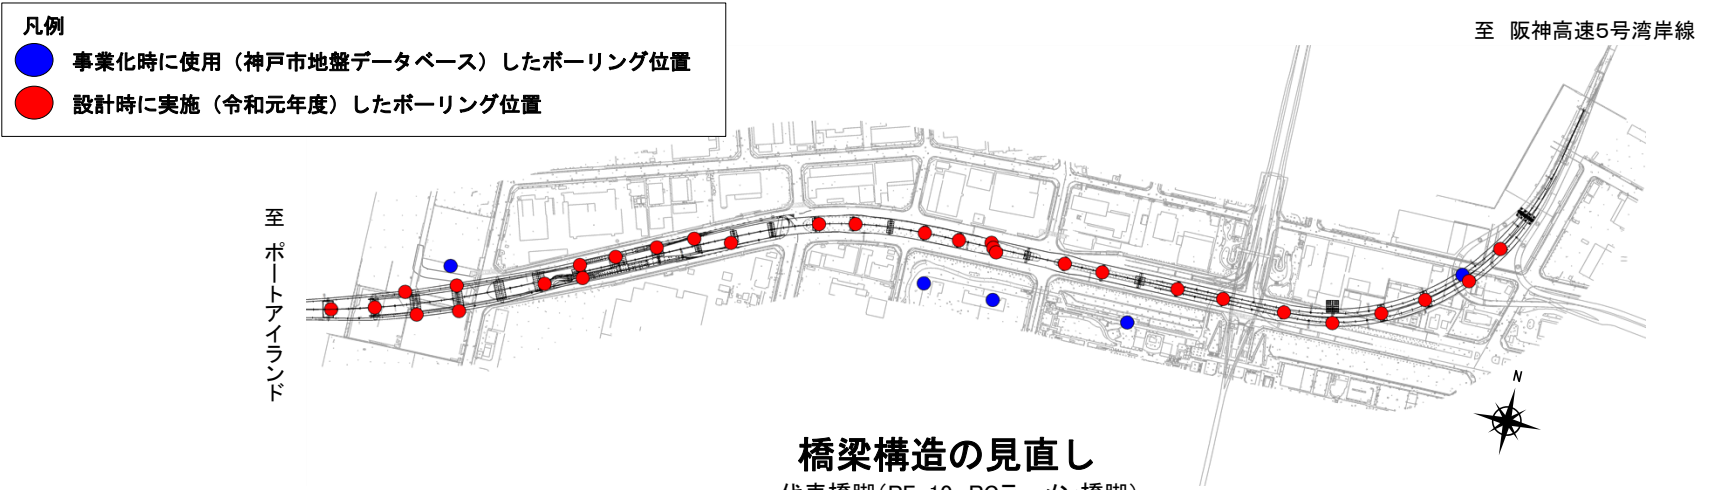 凡例
事業化時に使用（神戸市地盤データベース）したボーリング位置
設計時に実施（令和元年度）したボーリング位置
至　阪神高速5号湾岸線
至　ポートアイランド
N
橋梁構造の見直し